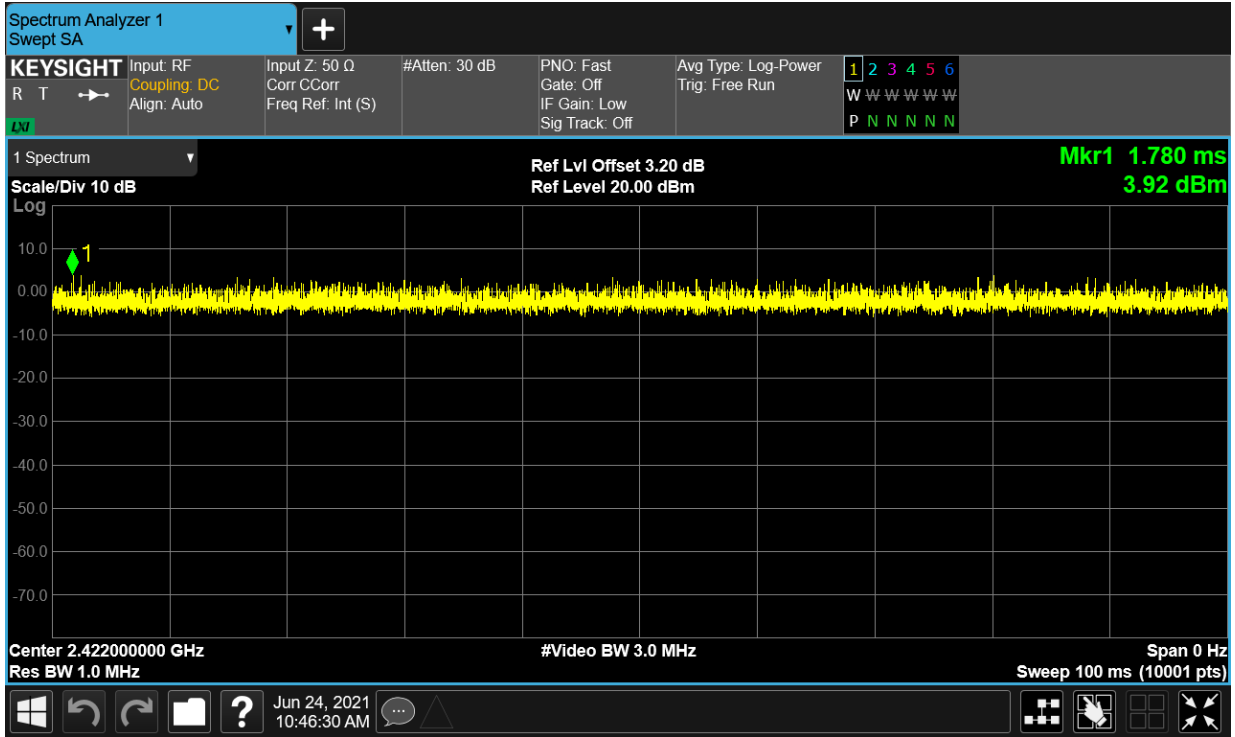 Spectrum Analyzer 1
Swept SA
KEYSIGHT
R T
LXI
Input: RF
Coupling: DC
Align: Auto
Input Z: 50 Ω
Corr CCorr
Freq Ref: Int (S)
#Atten: 30 dB
PNO: Fast
Gate: Off
IF Gain: Low
Sig Track: Off
Avg Type: Log-Power
Trig: Free Run
1 2 3 4 5 6
W W W W W W
P N N N N N
1 Spectrum
Scale/Div 10 dB
Log
Ref Lvl Offset 3.20 dB
Ref Level 20.00 dBm
Mkr1 1.780 ms
3.92 dBm
1
10.0
0.00
-10.0
-20.0
-30.0
-40.0
-50.0
-60.0
-70.0
Center 2.422000000 GHz
Res BW 1.0 MHz
#Video BW 3.0 MHz
Span 0 Hz
Sweep 100 ms (10001 pts)
?
Jun 24, 2021
10:46:30 AM